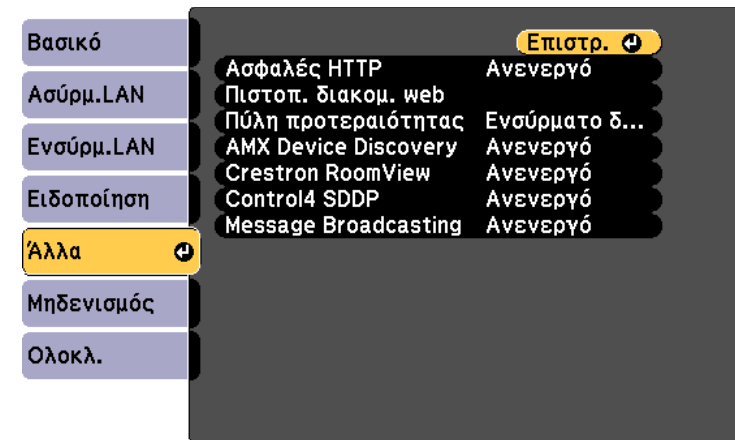 Βασικό
Ασύρμ.LAN
Ενσύρμ.LAN
Ειδοποίηση
Άλλα
Μηδενισμός
Ολοκλ.
Επιστρ.
Ασφαλές HTTP Ανενεργό
Πιστοπ. διακομ. web
Πύλη προτεραιότητας Ενσύρματο δ...
AMX Device Discovery Ανενεργό
Crestron RoomView Ανενεργό
Control4 SDDP Ανενεργό
Message Broadcasting Ανενεργό